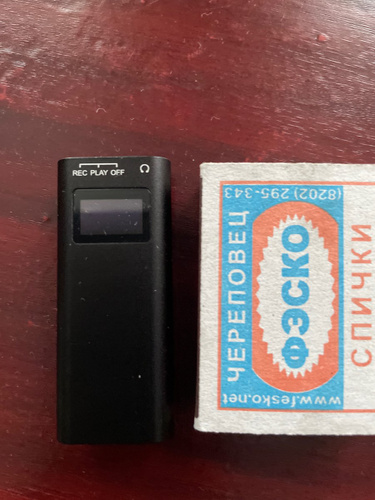 REC PLAY OFF
ЧЕРЕПОВЕЦ
ФЭСКО
(8202) 295-343
www.fesko.net
СПИЧКИ